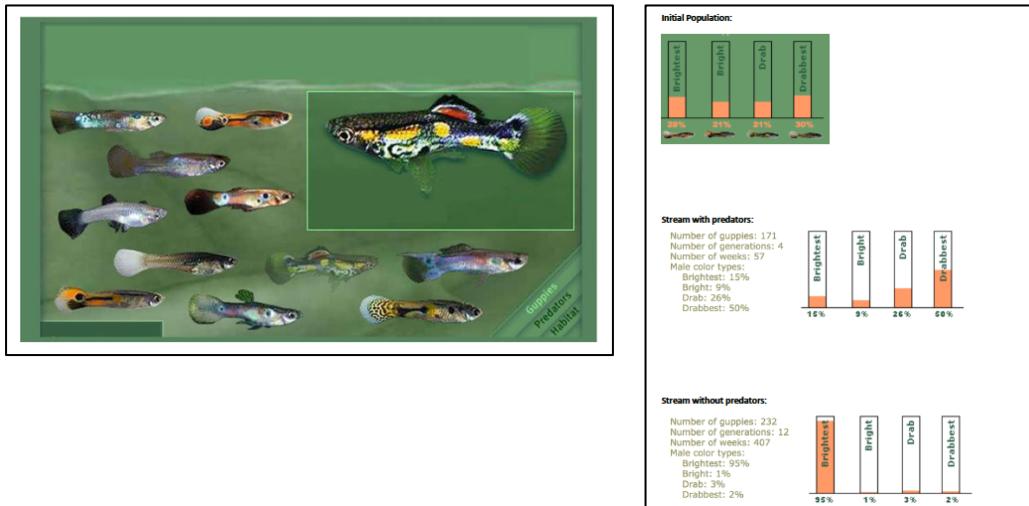 Guppies
Predators
Habitat
Initial Population:
Brightest
Bright
Drab
Drabbest
28%
21%
21%
30%
Stream with predators:
Number of guppies: 171
Number of generations: 4
Number of weeks: 57
Male color types:
Brightest: 15%
Bright: 9%
Drab: 26%
Drabbest: 50%
Brightest
Bright
Drab
Drabbest
15%
9%
26%
50%
Stream without predators:
Number of guppies: 232
Number of generations: 12
Number of weeks: 407
Male color types:
Brightest: 95%
Bright: 1%
Drab: 3%
Drabbest: 2%
Brightest
Bright
Drab
Drabbest
95%
1%
3%
2%